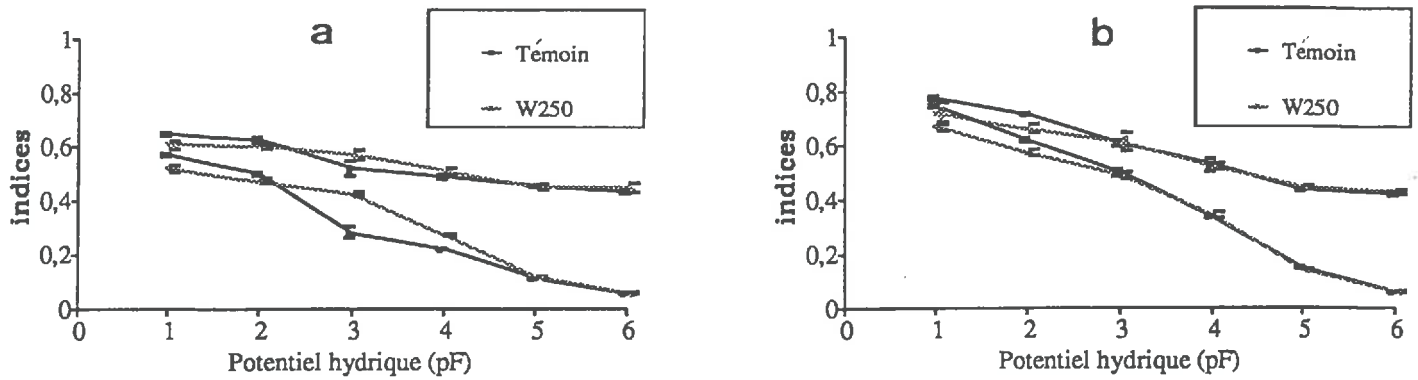 a
Témoin
W250
1
0,8
0,6
0,4
0,2
0
indices
0 1 2 3 4 5 6
Potentiel hydrique (pF)
b
Témoin
W250
1
0,8
0,6
0,4
0,2
0
indices
0 1 2 3 4 5 6
Potentiel hydrique (pF)